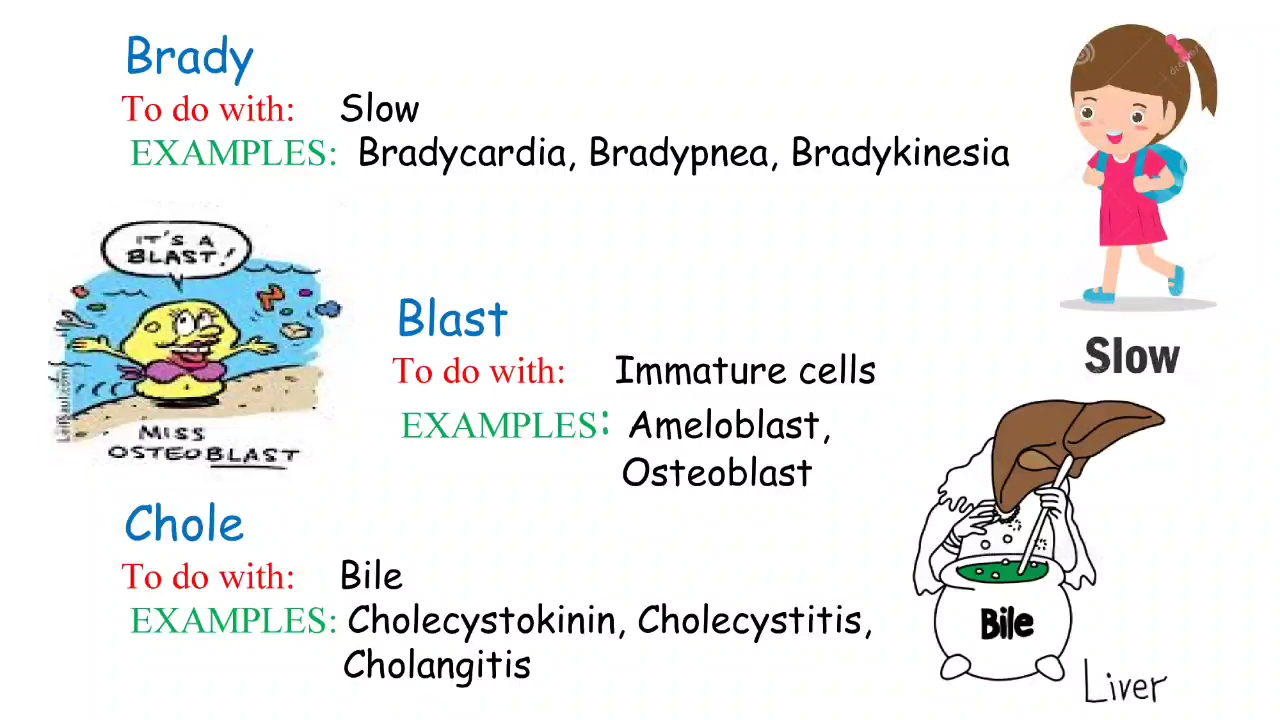 Brady
To do with: Slow
EXAMPLES: Bradycardia, Bradypnea, Bradykinesia
IT'S A
BLAST!
MISS
OSTEOBLAST
Blast
To do with: Immature cells
EXAMPLES: Ameloblast,
Osteoblast
Slow
Chole
To do with: Bile
EXAMPLES: Cholecystokinin, Cholecystitis,
Cholangitis
Bile
Liver